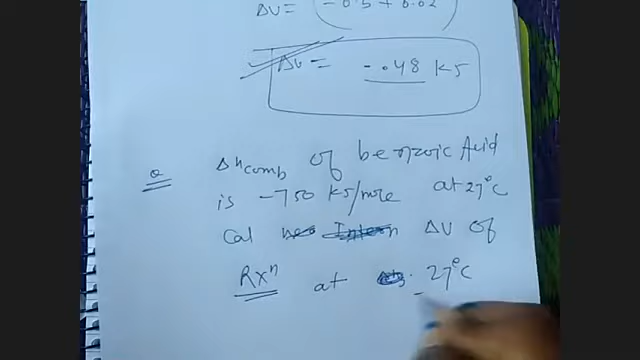 ΔU = (-0.5 + 0.02)
ΔU = -.48 KJ
Q ΔHcomb of benzoic Acid
is -750 KJ/mole at 27°C
Cal ΔU of
Rxⁿ at 27°C